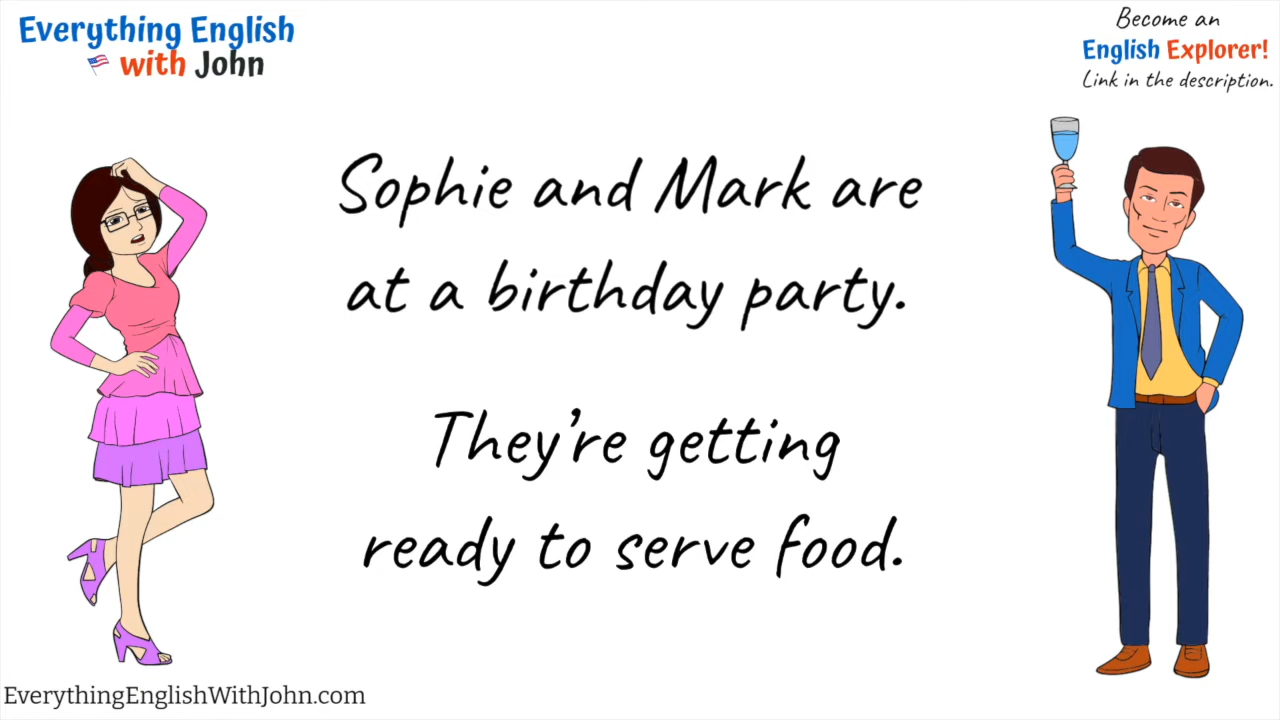 Everything English
with John
Become an
English Explorer!
Link in the description.
Sophie and Mark are
at a birthday party.
They’re getting
ready to serve food.
EverythingEnglishWithJohn.com